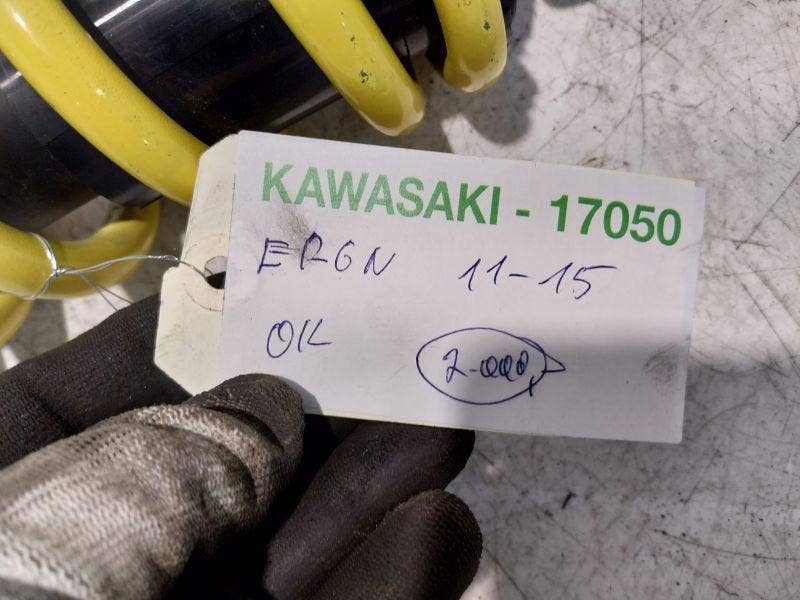 KAWASAKI - 17050
ER6N 11-15
OK 2-000,